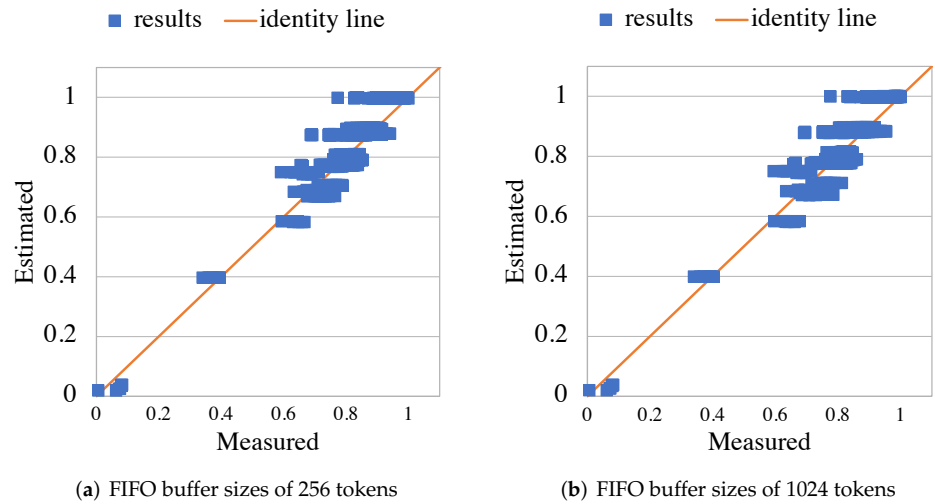 results identity line
Estimated
1
0.8
0.6
0.4
0.2
0
0 0.2 0.4 0.6 0.8 1
Measured
(a) FIFO buffer sizes of 256 tokens
results identity line
Estimated
1
0.8
0.6
0.4
0.2
0
0 0.2 0.4 0.6 0.8 1
Measured
(b) FIFO buffer sizes of 1024 tokens